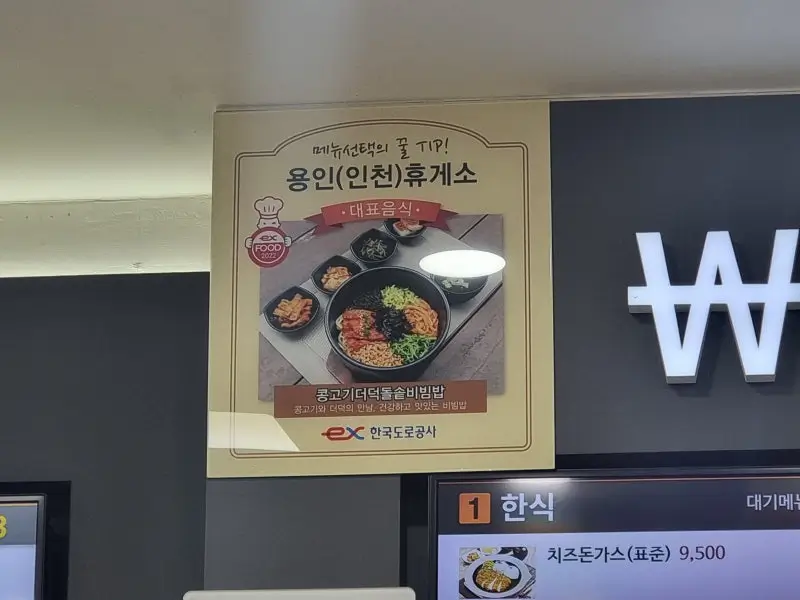 메뉴선택의 꿀 TIP!
용인(인천)휴게소
·대표음식·
ex
FOOD
2022
콩고기더덕돌솥비빔밥
콩고기와 더덕의 만남, 건강하고 맛있는 비빔밥
ex 한국도로공사
₩
1 한식
대기메뉴
치즈돈가스(표준) 9,500
3